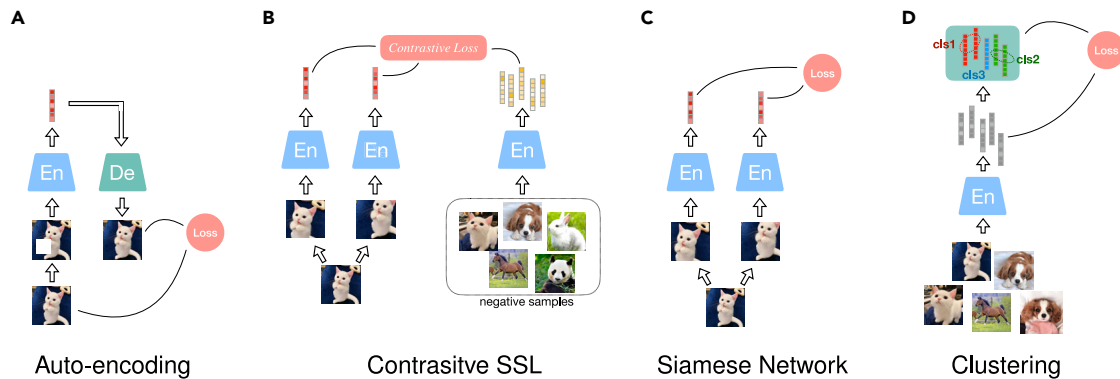 A
B
C
D
Contrastive Loss
Loss
cls1
cls2
cls3
Loss
En
De
En
En
En
En
En
En
Loss
negative samples
Auto-encoding
Contrasitve SSL
Siamese Network
Clustering